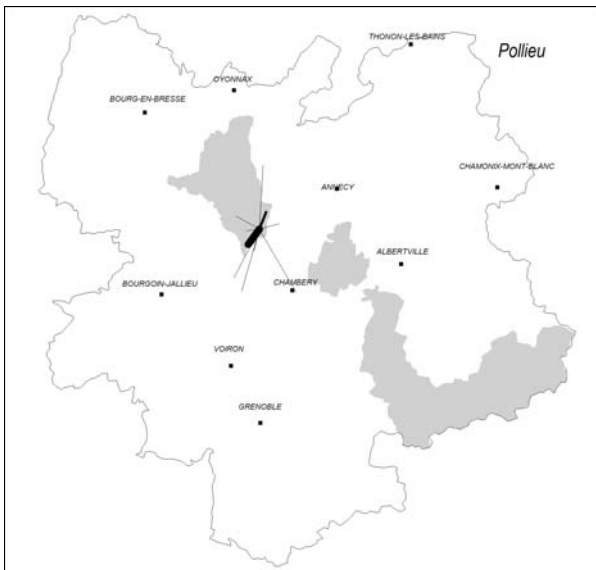 THONON-LES-BAINS
Pollieu
OYONNAX
BOURG-EN-BRESSE
CHAMONIX-MONT-BLANC
ANNECY
ALBERTVILLE
BOURGOIN-JALLIEU
CHAMBERY
VOIRON
GRENOBLE